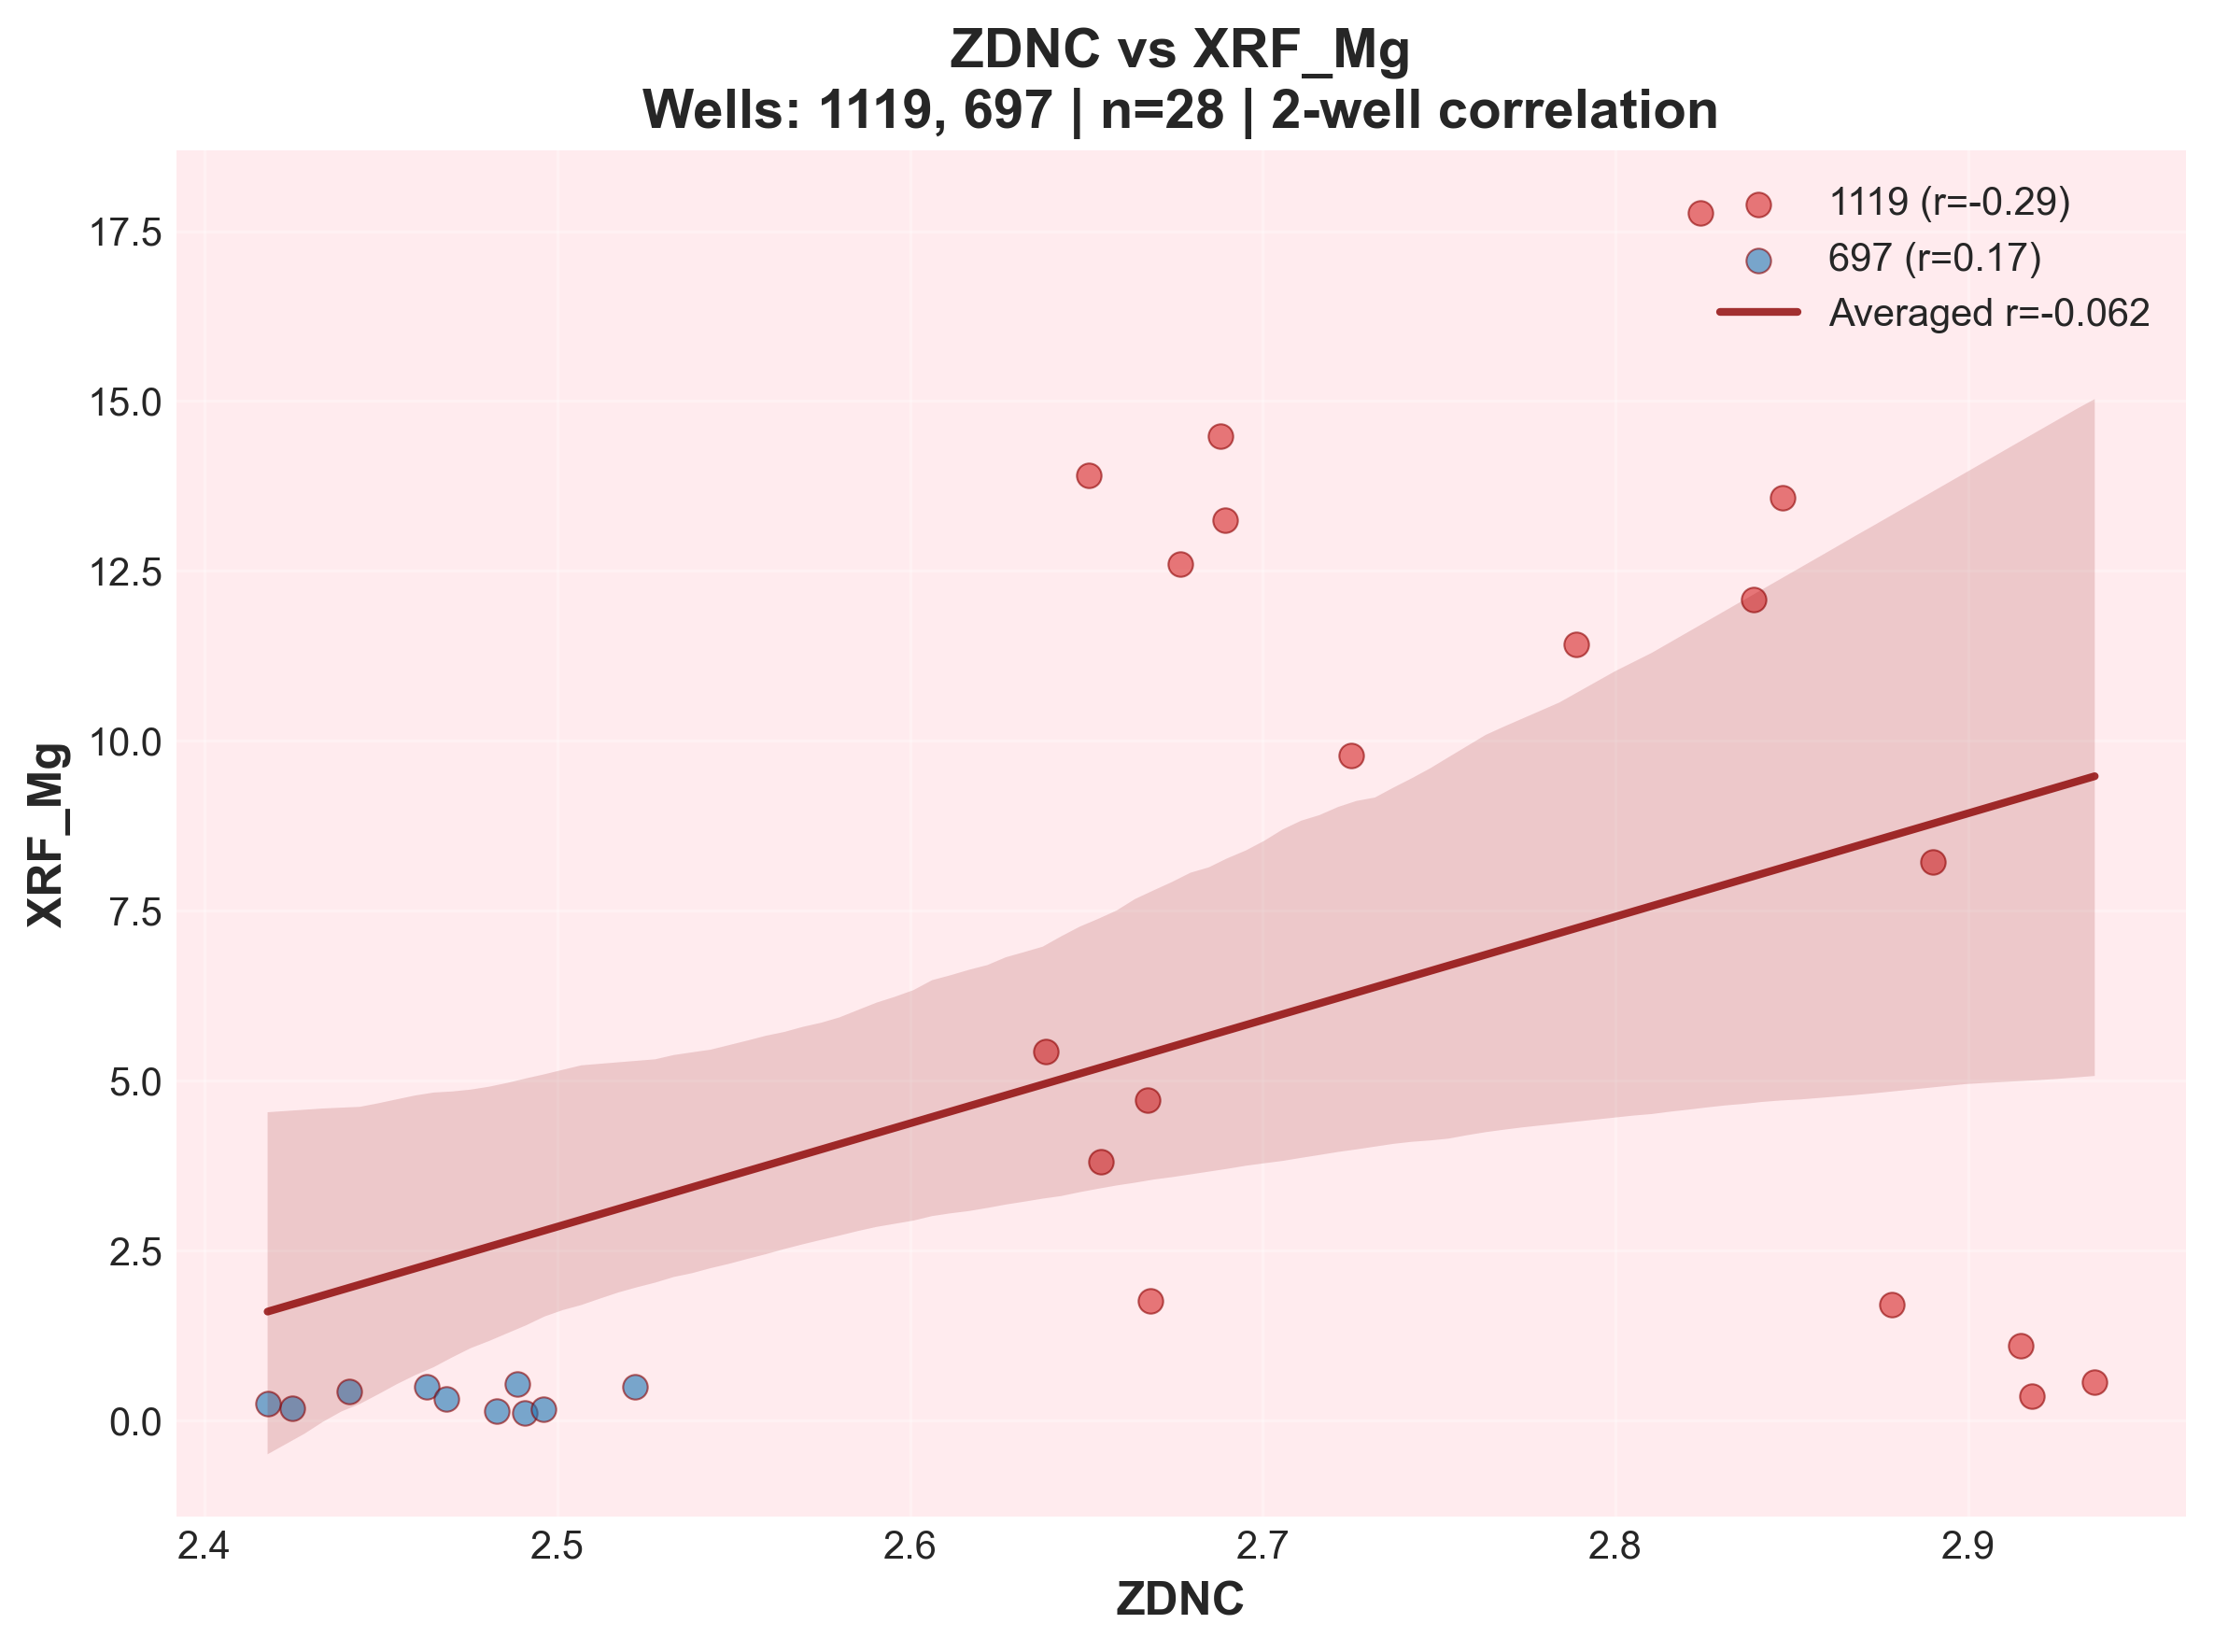 ZDNC vs XRF_Mg
Wells: 1119, 697 | n=28 | 2-well correlation
1119 (r=-0.29)
697 (r=0.17)
Averaged r=-0.062
17.5
15.0
12.5
10.0
7.5
5.0
2.5
0.0
XRF_Mg
2.4 2.5 2.6 2.7 2.8 2.9
ZDNC